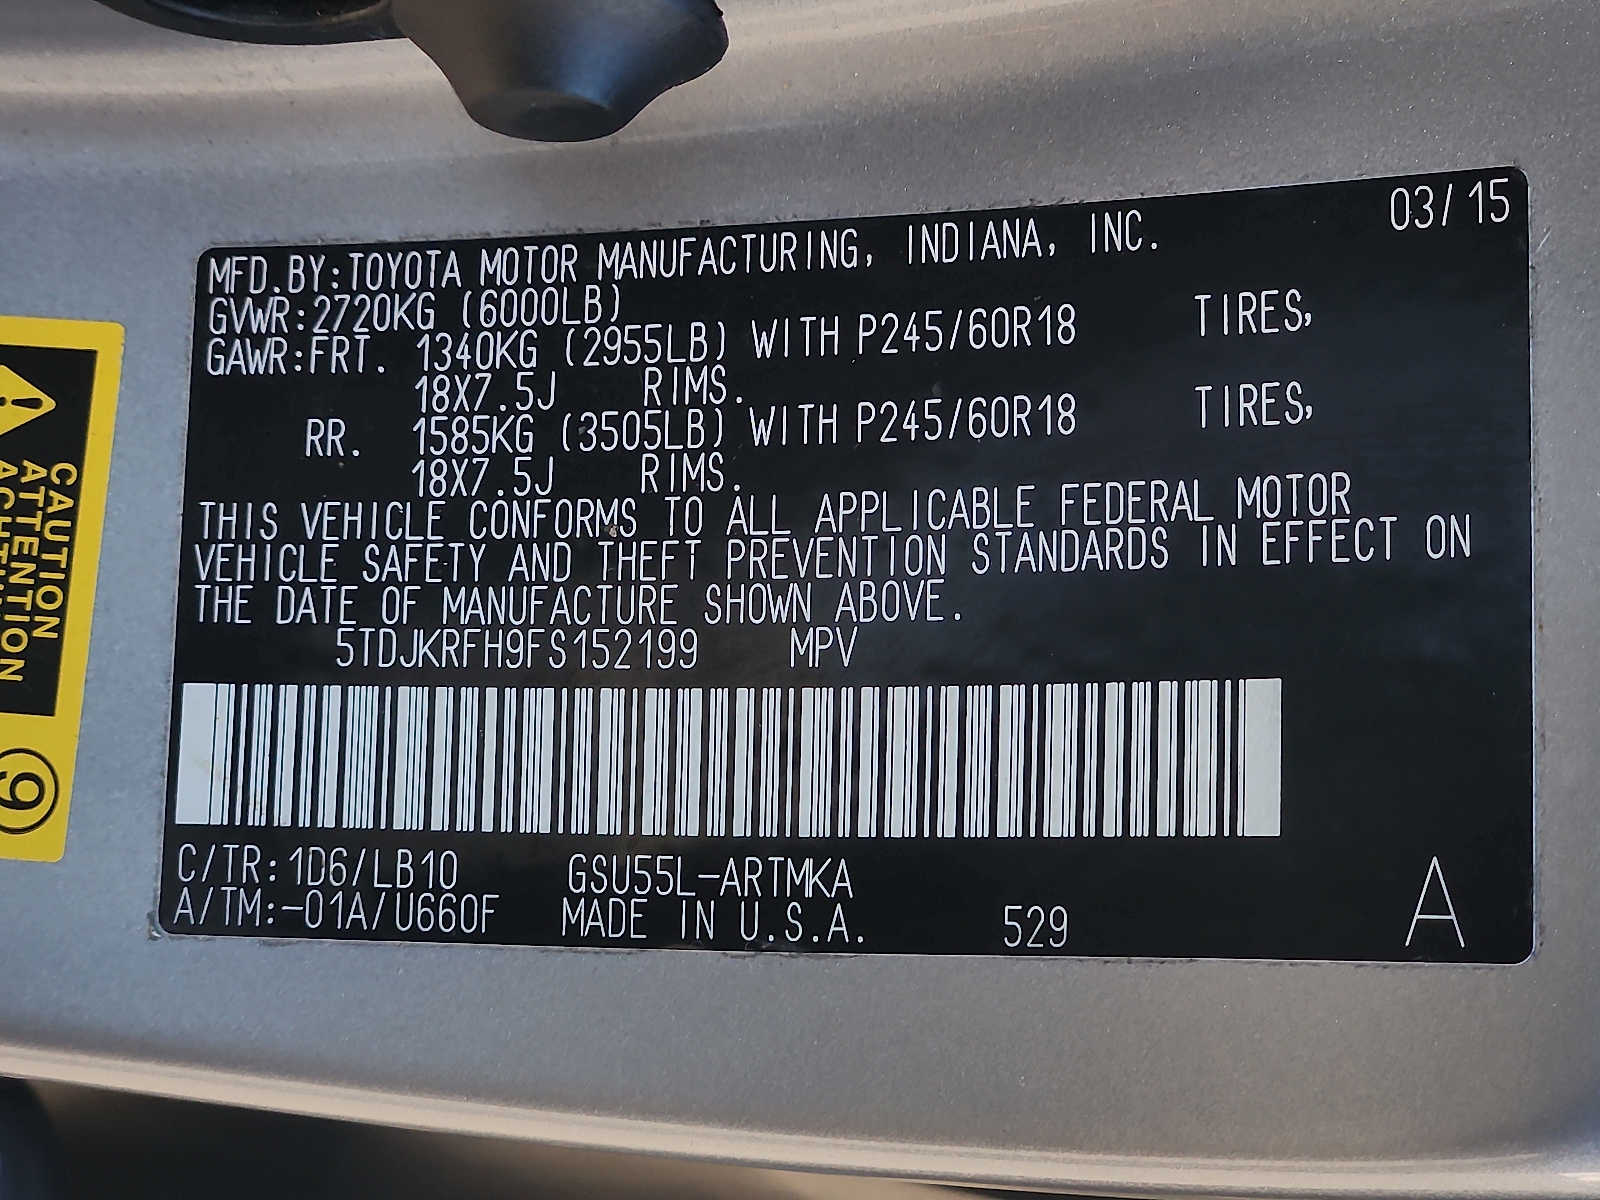 03/15
MFD.BY:TOYOTA MOTOR MANUFACTURING, INDIANA, INC.
GVWR:2720KG (6000LB)
GAWR:FRT. 1340KG (2955LB) WITH P245/60R18 TIRES,
18X7.5J RIMS.
RR. 1585KG (3505LB) WITH P245/60R18 TIRES,
18X7.5J RIMS.
THIS VEHICLE CONFORMS TO ALL APPLICABLE FEDERAL MOTOR
VEHICLE SAFETY AND THEFT PREVENTION STANDARDS IN EFFECT ON
THE DATE OF MANUFACTURE SHOWN ABOVE.
5TDJKRFH9FS152199 MPV
C/TR:1D6/LB10 GSU55L-ARTMKA
A/TM:-01A/U660F MADE IN U.S.A. 529 A
CAUTION
ATTENTION
9